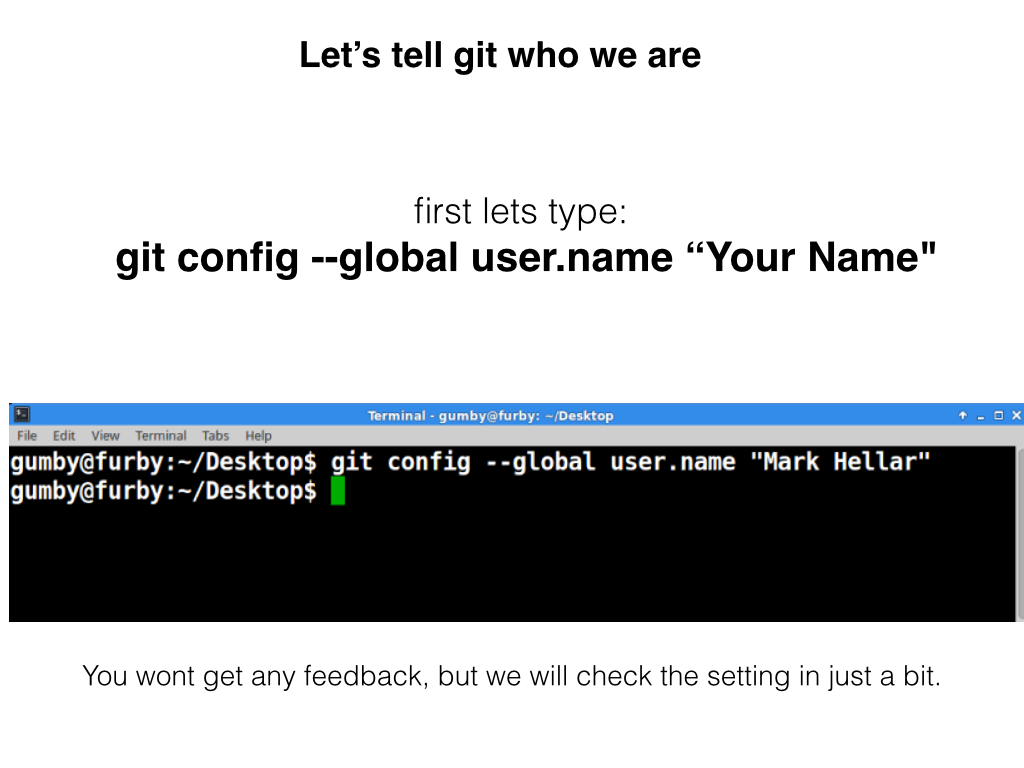 Let’s tell git who we are
first lets type:
git config --global user.name “Your Name"
Terminal - gumby@furby: ~/Desktop
File Edit View Terminal Tabs Help
gumby@furby:~/Desktop$ git config --global user.name "Mark Hellar"
gumby@furby:~/Desktop$
You wont get any feedback, but we will check the setting in just a bit.